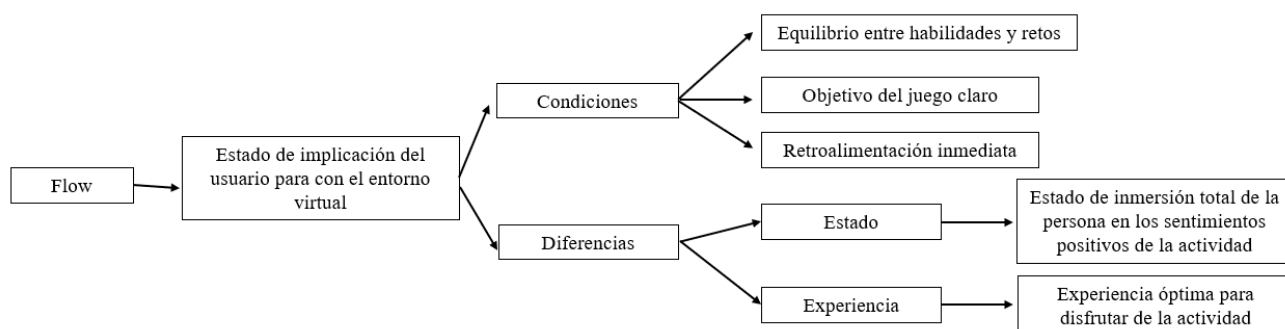 Flow
Estado de implicación del
usuario para con el entorno
virtual
Condiciones
Equilibrio entre habilidades y retos
Objetivo del juego claro
Retroalimentación inmediata
Diferencias
Estado
Estado de inmersión total de la
persona en los sentimientos
positivos de la actividad
Experiencia
Experiencia óptima para
disfrutar de la actividad